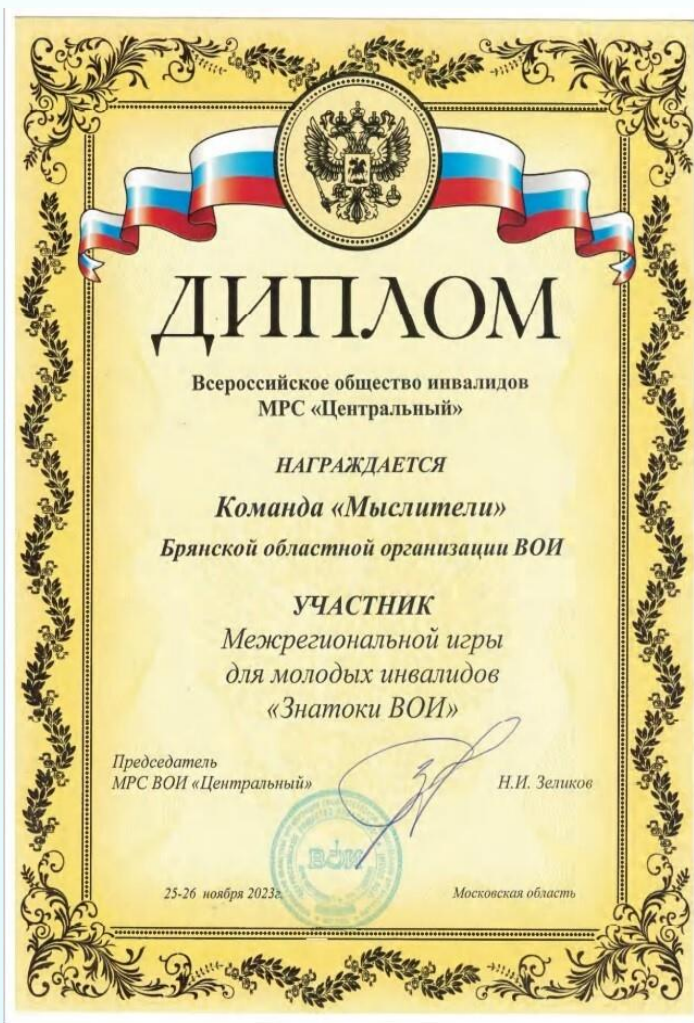 ДИПЛОМ
Всероссийское общество инвалидов
МРС «Центральный»
НАГРАЖДАЕТСЯ
Команда «Мыслители»
Брянской областной организации ВОИ
УЧАСТНИК
Межрегиональной игры
для молодых инвалидов
«Знатоки ВОИ»
Председатель
МРС ВОИ «Центральный»
Н.И. Зеликов
ВОИ
25-26 ноября 2023г.
Московская область